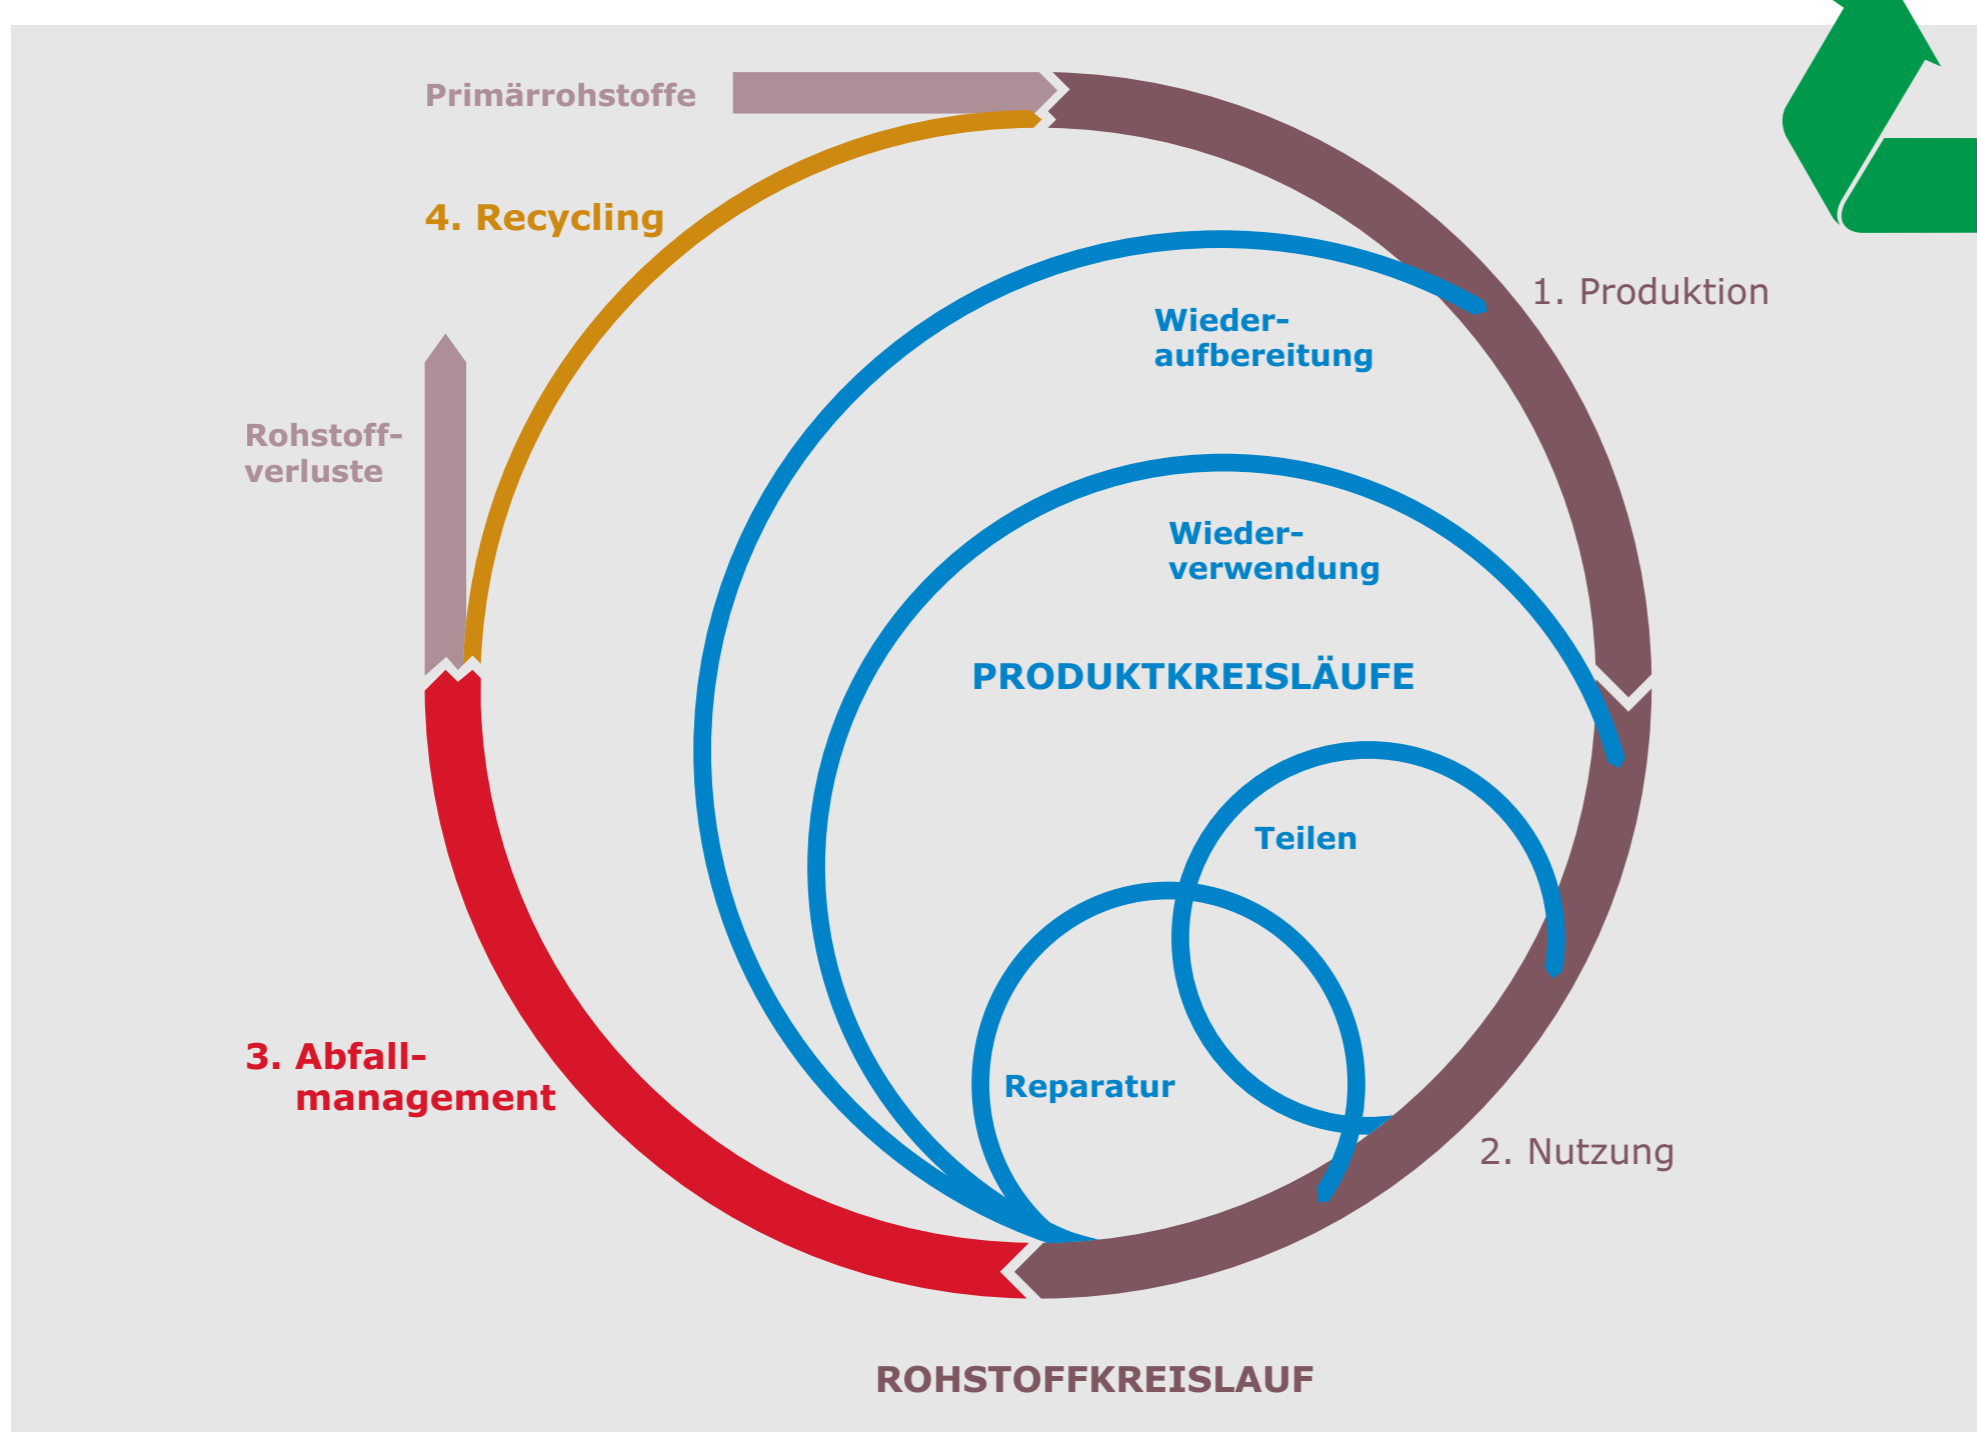 Primärrohstoffe
4. Recycling
1. Produktion
Wieder-
aufbereitung
Rohstoff-
verluste
Wieder-
verwendung
PRODUKTKREISLÄUFE
Teilen
3. Abfall-
management
Reparatur
2. Nutzung
ROHSTOFFKREISLAUF